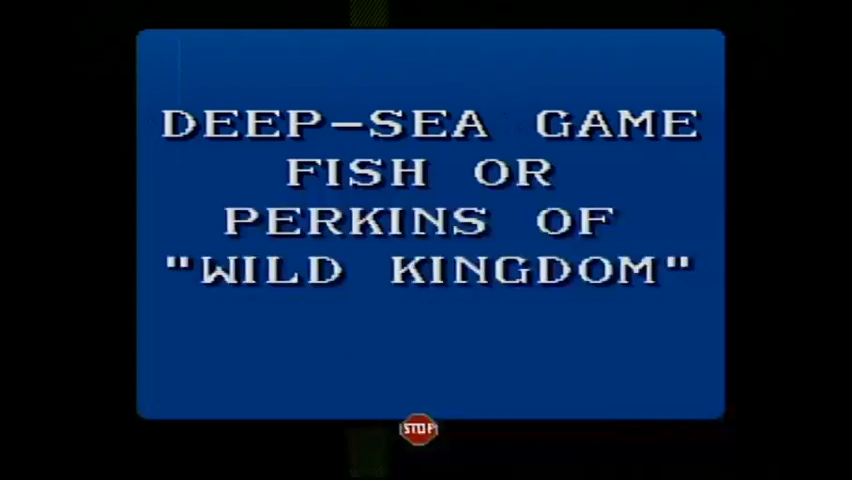 DEEP-SEA GAME
FISH OR
PERKINS OF
"WILD KINGDOM"
STOP